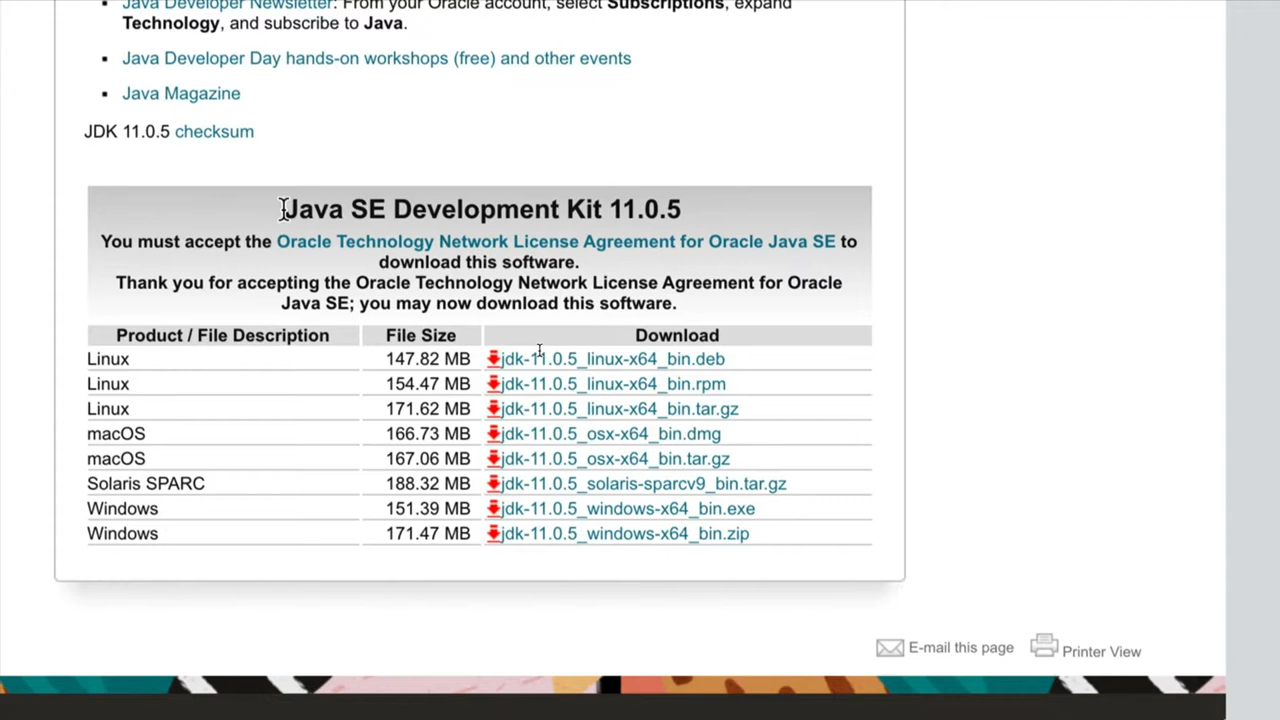 Java Developer Newsletter: From your Oracle account, select Subscriptions, expand
Technology, and subscribe to Java.
Java Developer Day hands-on workshops (free) and other events
Java Magazine
JDK 11.0.5 checksum
Java SE Development Kit 11.0.5
You must accept the Oracle Technology Network License Agreement for Oracle Java SE to
download this software.
Thank you for accepting the Oracle Technology Network License Agreement for Oracle
Java SE; you may now download this software.
Product / File Description File Size Download
Linux 147.82 MB jdk-11.0.5_linux-x64_bin.deb
Linux 154.47 MB jdk-11.0.5_linux-x64_bin.rpm
Linux 171.62 MB jdk-11.0.5_linux-x64_bin.tar.gz
macOS 166.73 MB jdk-11.0.5_osx-x64_bin.dmg
macOS 167.06 MB jdk-11.0.5_osx-x64_bin.tar.gz
Solaris SPARC 188.32 MB jdk-11.0.5_solaris-sparcv9_bin.tar.gz
Windows 151.39 MB jdk-11.0.5_windows-x64_bin.exe
Windows 171.47 MB jdk-11.0.5_windows-x64_bin.zip
E-mail this page Printer View